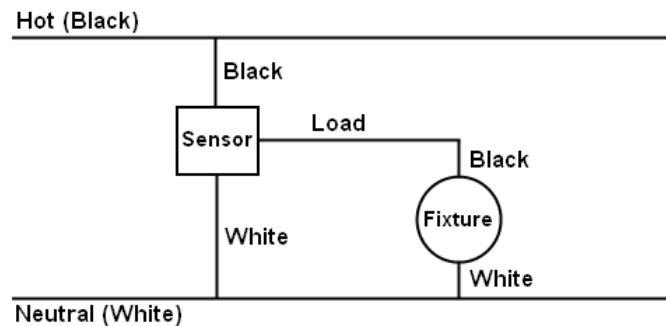 Hot (Black)
Black
Sensor
Load
Black
Fixture
White
White
Neutral (White)